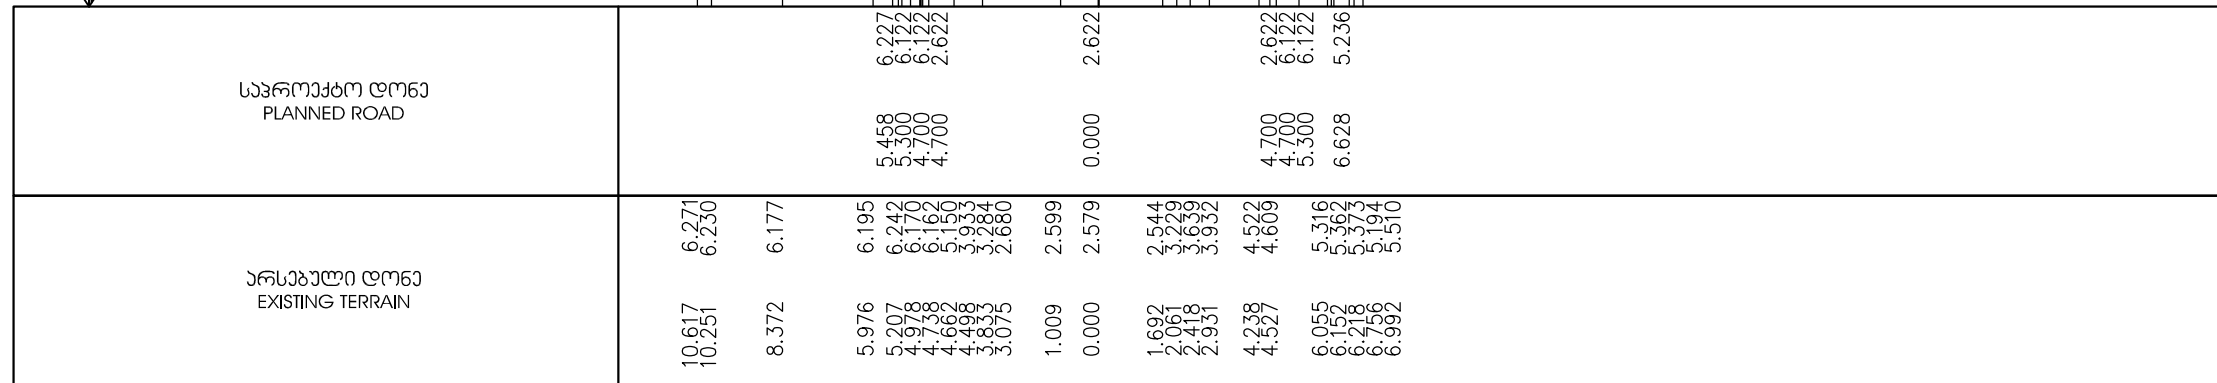 საპროექტო დონე
PLANNED ROAD
6.227 6.122 6.122 2.622 2.622 2.622 6.122 6.122 5.236
5.458 5.300 4.700 4.700 0.000 4.700 4.700 5.300 6.628
არსებული დონე
EXISTING TERRAIN
6.271 6.230 6.177 6.195 6.242 6.170 6.162 5.150 3.933 3.284 2.680 2.599 2.579 2.544 3.229 3.639 3.932 4.522 4.609 5.316 5.362 5.373 5.194 5.510
10.617 10.251 8.372 5.976 5.207 4.978 4.738 4.662 4.498 3.833 3.075 1.009 0.000 1.692 2.061 2.418 2.931 4.238 4.527 6.055 6.152 6.218 6.756 6.992